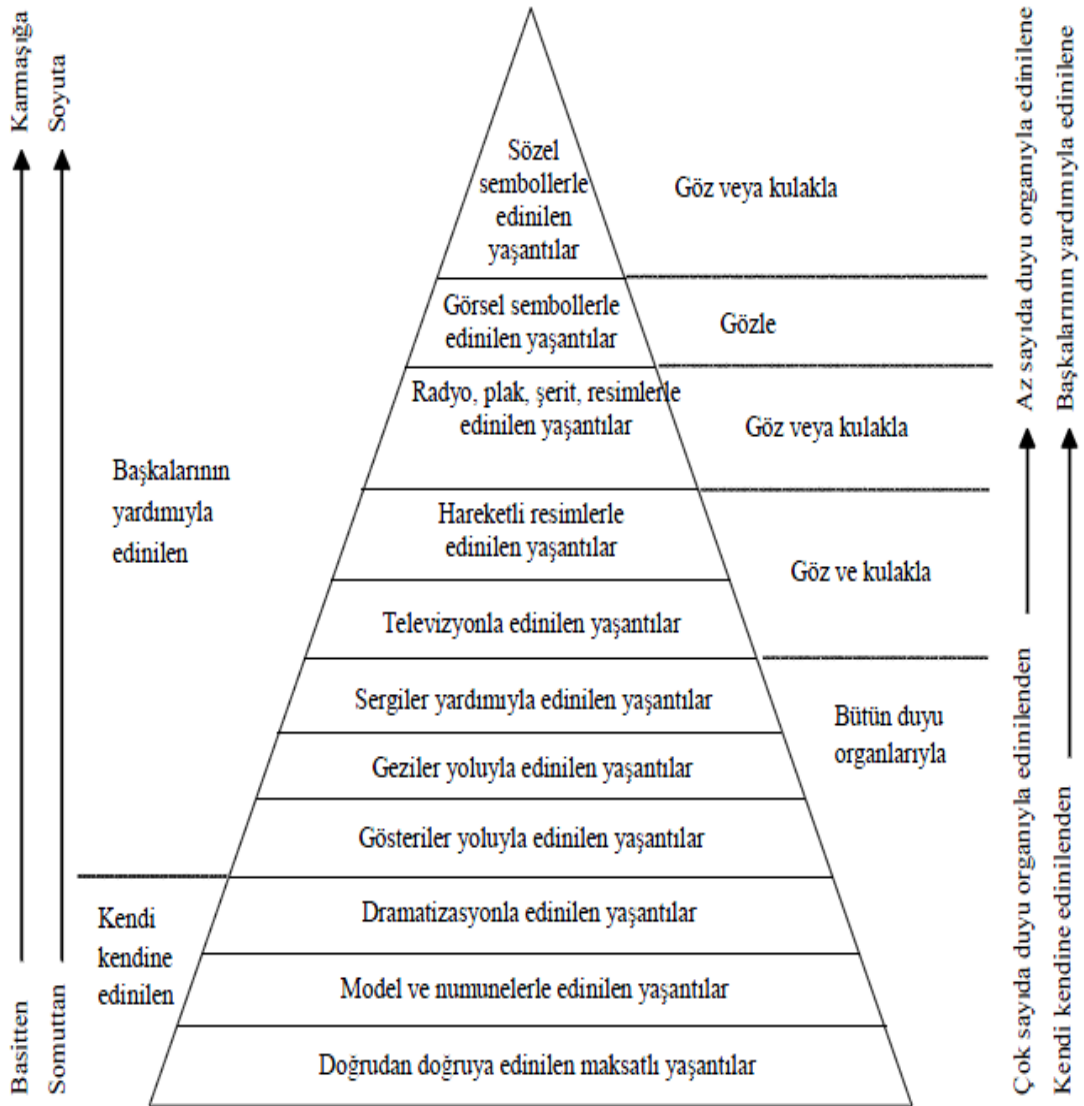 Karmaşığa
Soyuta
Basitten
Somuttan
Başkalarının
yardımıyla
edinilen
Kendi
kendine
edinilen
Sözel
sembollerle
edinilen
yaşantılar
Görsel sembollerle
edinilen yaşantılar
Radyo, plak, şerit, resimlerle
edinilen yaşantılar
Hareketli resimlerle
edinilen yaşantılar
Televizyonla edinilen yaşantılar
Sergiler yardımıyla edinilen yaşantılar
Geziler yoluyla edinilen yaşantılar
Gösteriler yoluyla edinilen yaşantılar
Dramatizasyonla edinilen yaşantılar
Model ve numunelerle edinilen yaşantılar
Doğrudan doğruya edinilen maksatlı yaşantılar
Göz veya kulakla
Gözle
Göz veya kulakla
Göz ve kulakla
Bütün duyu
organlarıyla
Az sayıda duyu organıyla edinilene
Başkalarının yardımıyla edinilene
Çok sayıda duyu organıyla edinilenden
Kendi kendine edinilenden